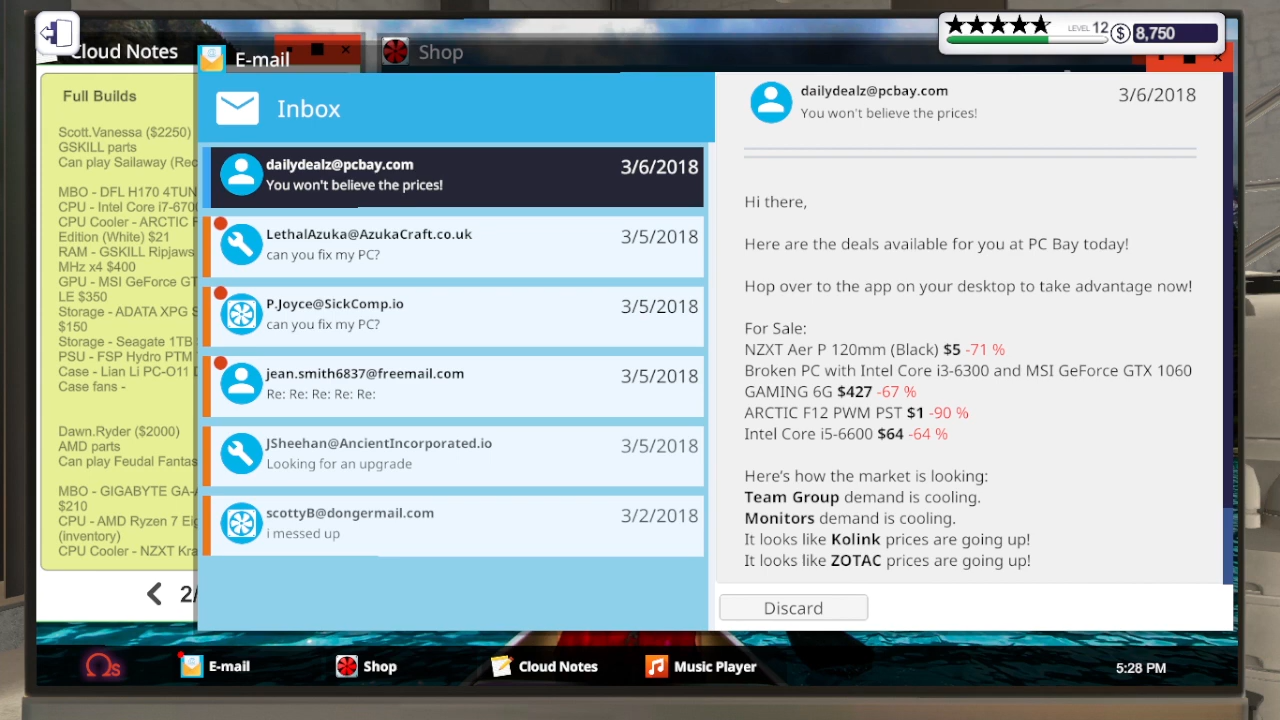 Cloud Notes
E-mail
Shop
LEVEL 12
$ 8,750
Full Builds
Scott.Vanessa ($2250)
GSKILL parts
Can play Sailaway (Rec
MBO - DFL H170 4TUN
CPU - Intel Core i7-670
CPU Cooler - ARCTIC F
Edition (White) $21
RAM - GSKILL Ripjaws
MHz x4 $400
GPU - MSI GeForce GT
LE $350
Storage - ADATA XPG S
$150
Storage - Seagate 1TB
PSU - FSP Hydro PTM
Case - Lian Li PC-O11 D
Case fans -
Dawn.Ryder ($2000)
AMD parts
Can play Feudal Fantas
MBO - GIGABYTE GA-A
$210
CPU - AMD Ryzen 7 Eig
(inventory)
CPU Cooler - NZXT Kra
2/
Inbox
dailydealz@pcbay.com 3/6/2018
You won't believe the prices!
LethalAzuka@AzukaCraft.co.uk 3/5/2018
can you fix my PC?
P.Joyce@SickComp.io 3/5/2018
can you fix my PC?
jean.smith6837@freemail.com 3/5/2018
Re: Re: Re: Re: Re:
JSheehan@AncientIncorporated.io 3/5/2018
Looking for an upgrade
scottyB@dongermail.com 3/2/2018
i messed up
dailydealz@pcbay.com 3/6/2018
You won't believe the prices!
Hi there,
Here are the deals available for you at PC Bay today!
Hop over to the app on your desktop to take advantage now!
For Sale:
NZXT Aer P 120mm (Black) $5 -71 %
Broken PC with Intel Core i3-6300 and MSI GeForce GTX 1060
GAMING 6G $427 -67 %
ARCTIC F12 PWM PST $1 -90 %
Intel Core i5-6600 $64 -64 %
Here's how the market is looking:
Team Group demand is cooling.
Monitors demand is cooling.
It looks like Kolink prices are going up!
It looks like ZOTAC prices are going up!
Discard
Ωs
E-mail
Shop
Cloud Notes
Music Player
5:28 PM